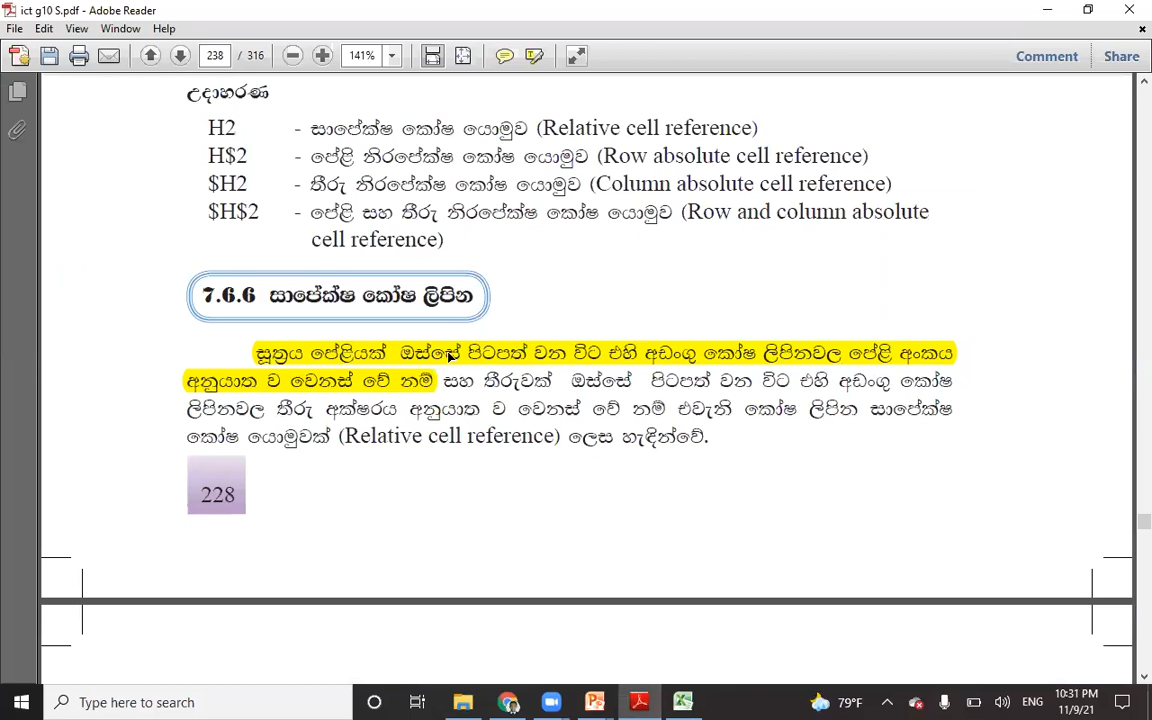 ict g10 S.pdf - Adobe Reader
File Edit View Window Help
238 / 316 141% Comment Share
උදාහරණ
H2 - සාපේක්ෂ කෝෂ යොමුව (Relative cell reference)
H$2 - පේළි නිරපේක්ෂ කෝෂ යොමුව (Row absolute cell reference)
$H2 - තීරු නිරපේක්ෂ කෝෂ යොමුව (Column absolute cell reference)
$H$2 - පේළි සහ තීරු නිරපේක්ෂ කෝෂ යොමුව (Row and column absolute
cell reference)
7.6.6 සාපේක්ෂ කෝෂ ලිපින
සූත්‍රය පේළියක් ඔස්සේ පිටපත් වන විට එහි අඩංගු කෝෂ ලිපිනවල පේළි අංකය
අනුයාත ව වෙනස් වේ නම් සහ තීරුවක් ඔස්සේ පිටපත් වන විට එහි අඩංගු කෝෂ
ලිපිනවල තීරු අක්ෂරය අනුයාත ව වෙනස් වේ නම් එවැනි කෝෂ ලිපින සාපේක්ෂ
කෝෂ යොමුවක් (Relative cell reference) ලෙස හැඳින්වේ.
228
Type here to search 79°F ENG 10:31 PM
11/9/21